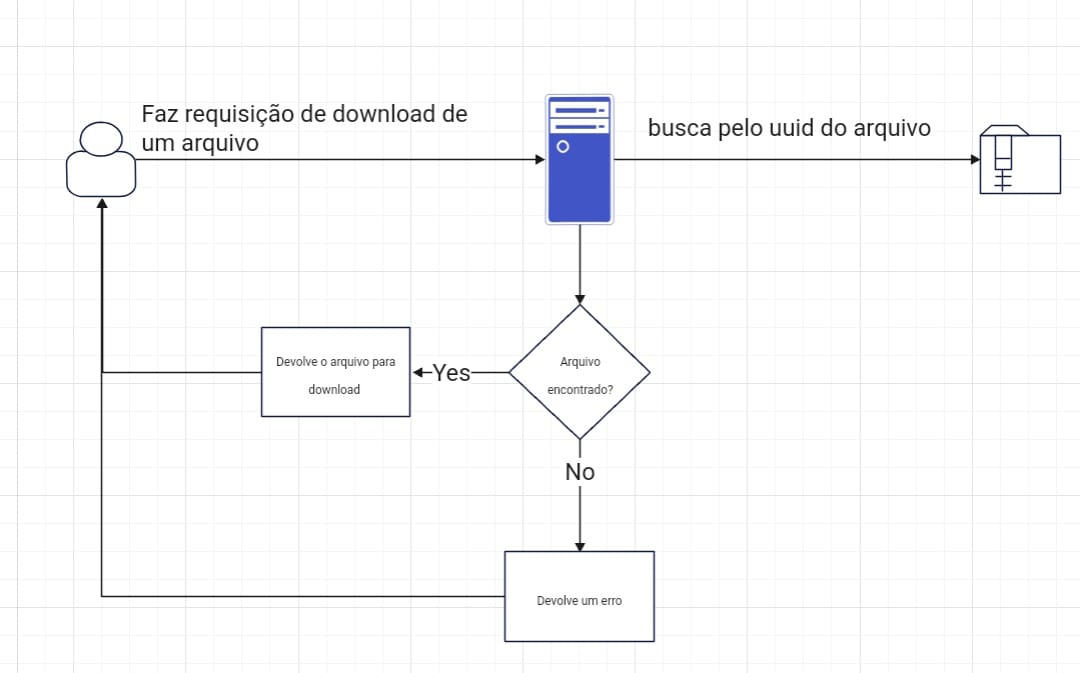 Faz requisição de download de
um arquivo
busca pelo uuid do arquivo
Devolve o arquivo para
download
Yes
Arquivo
encontrado?
No
Devolve um erro